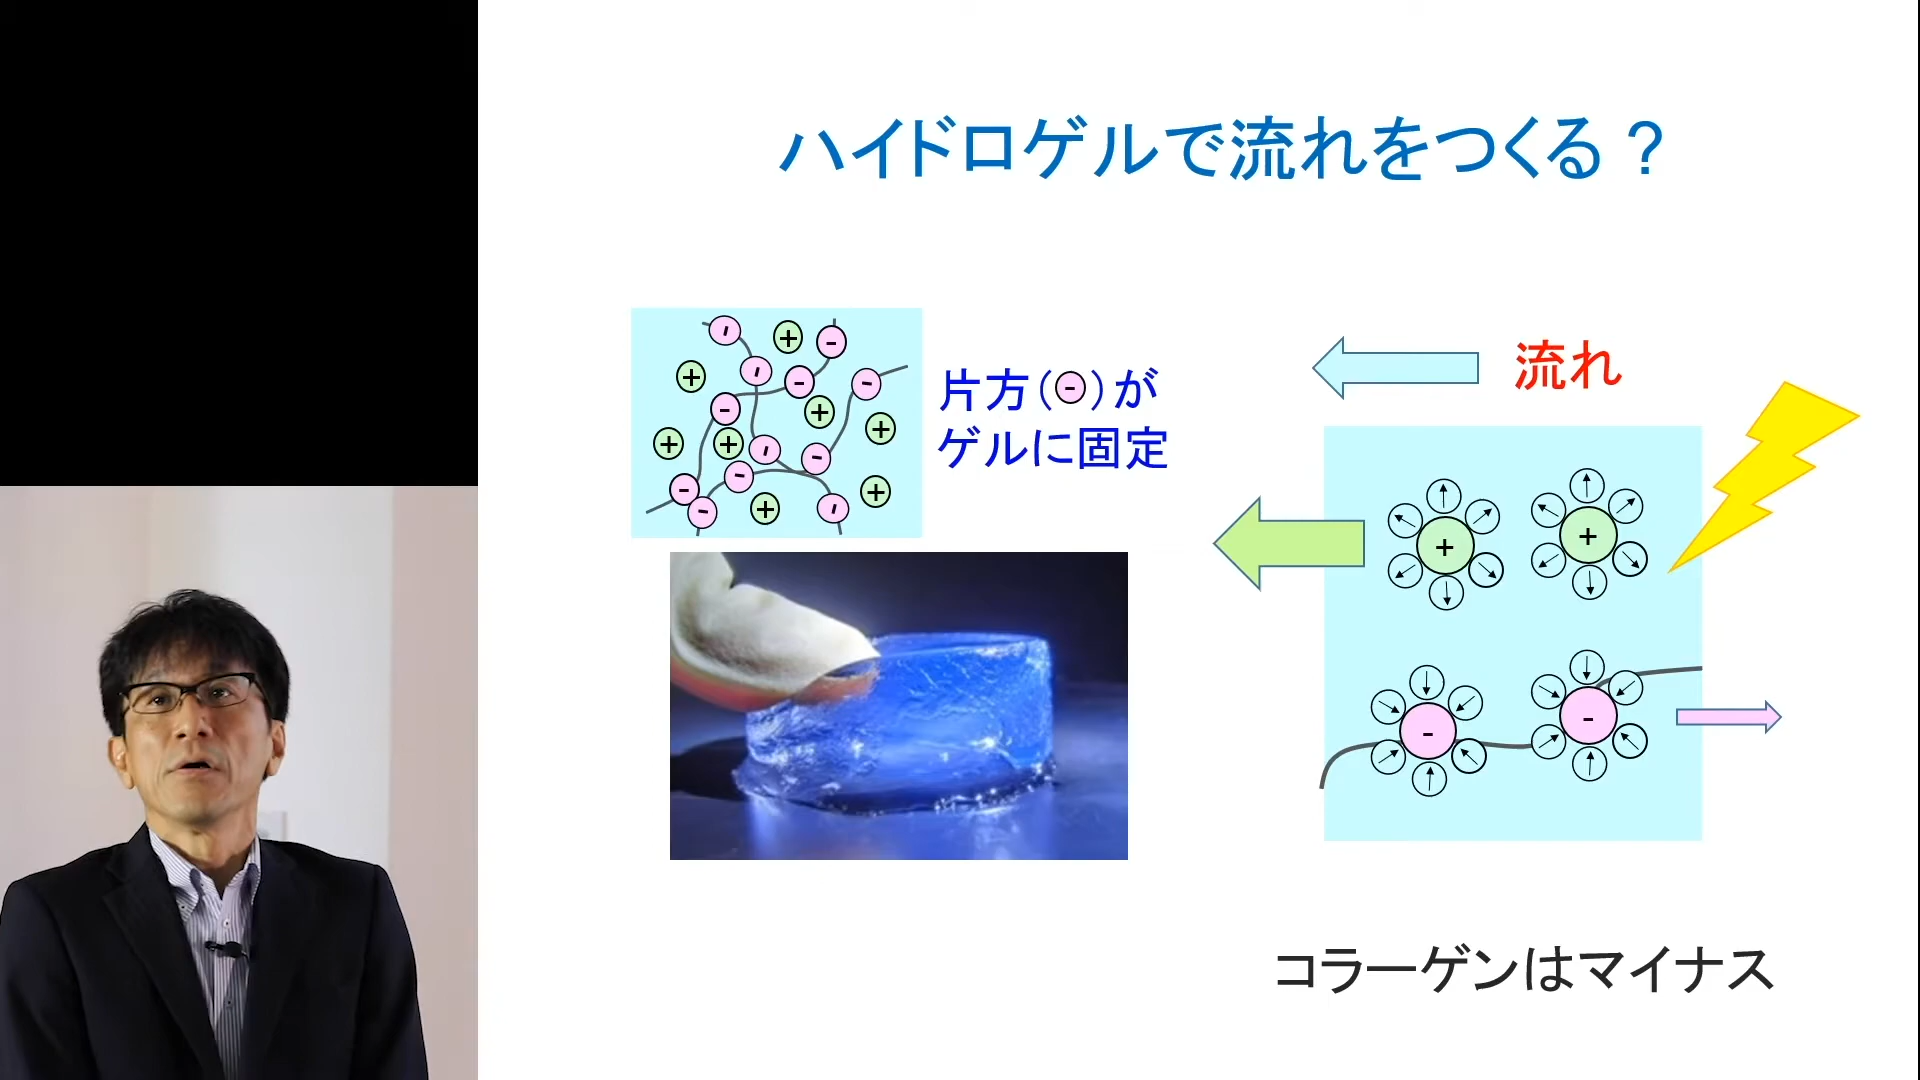 ハイドロゲルで流れをつくる？
片方(-)が
ゲルに固定
流れ
コラーゲンはマイナス